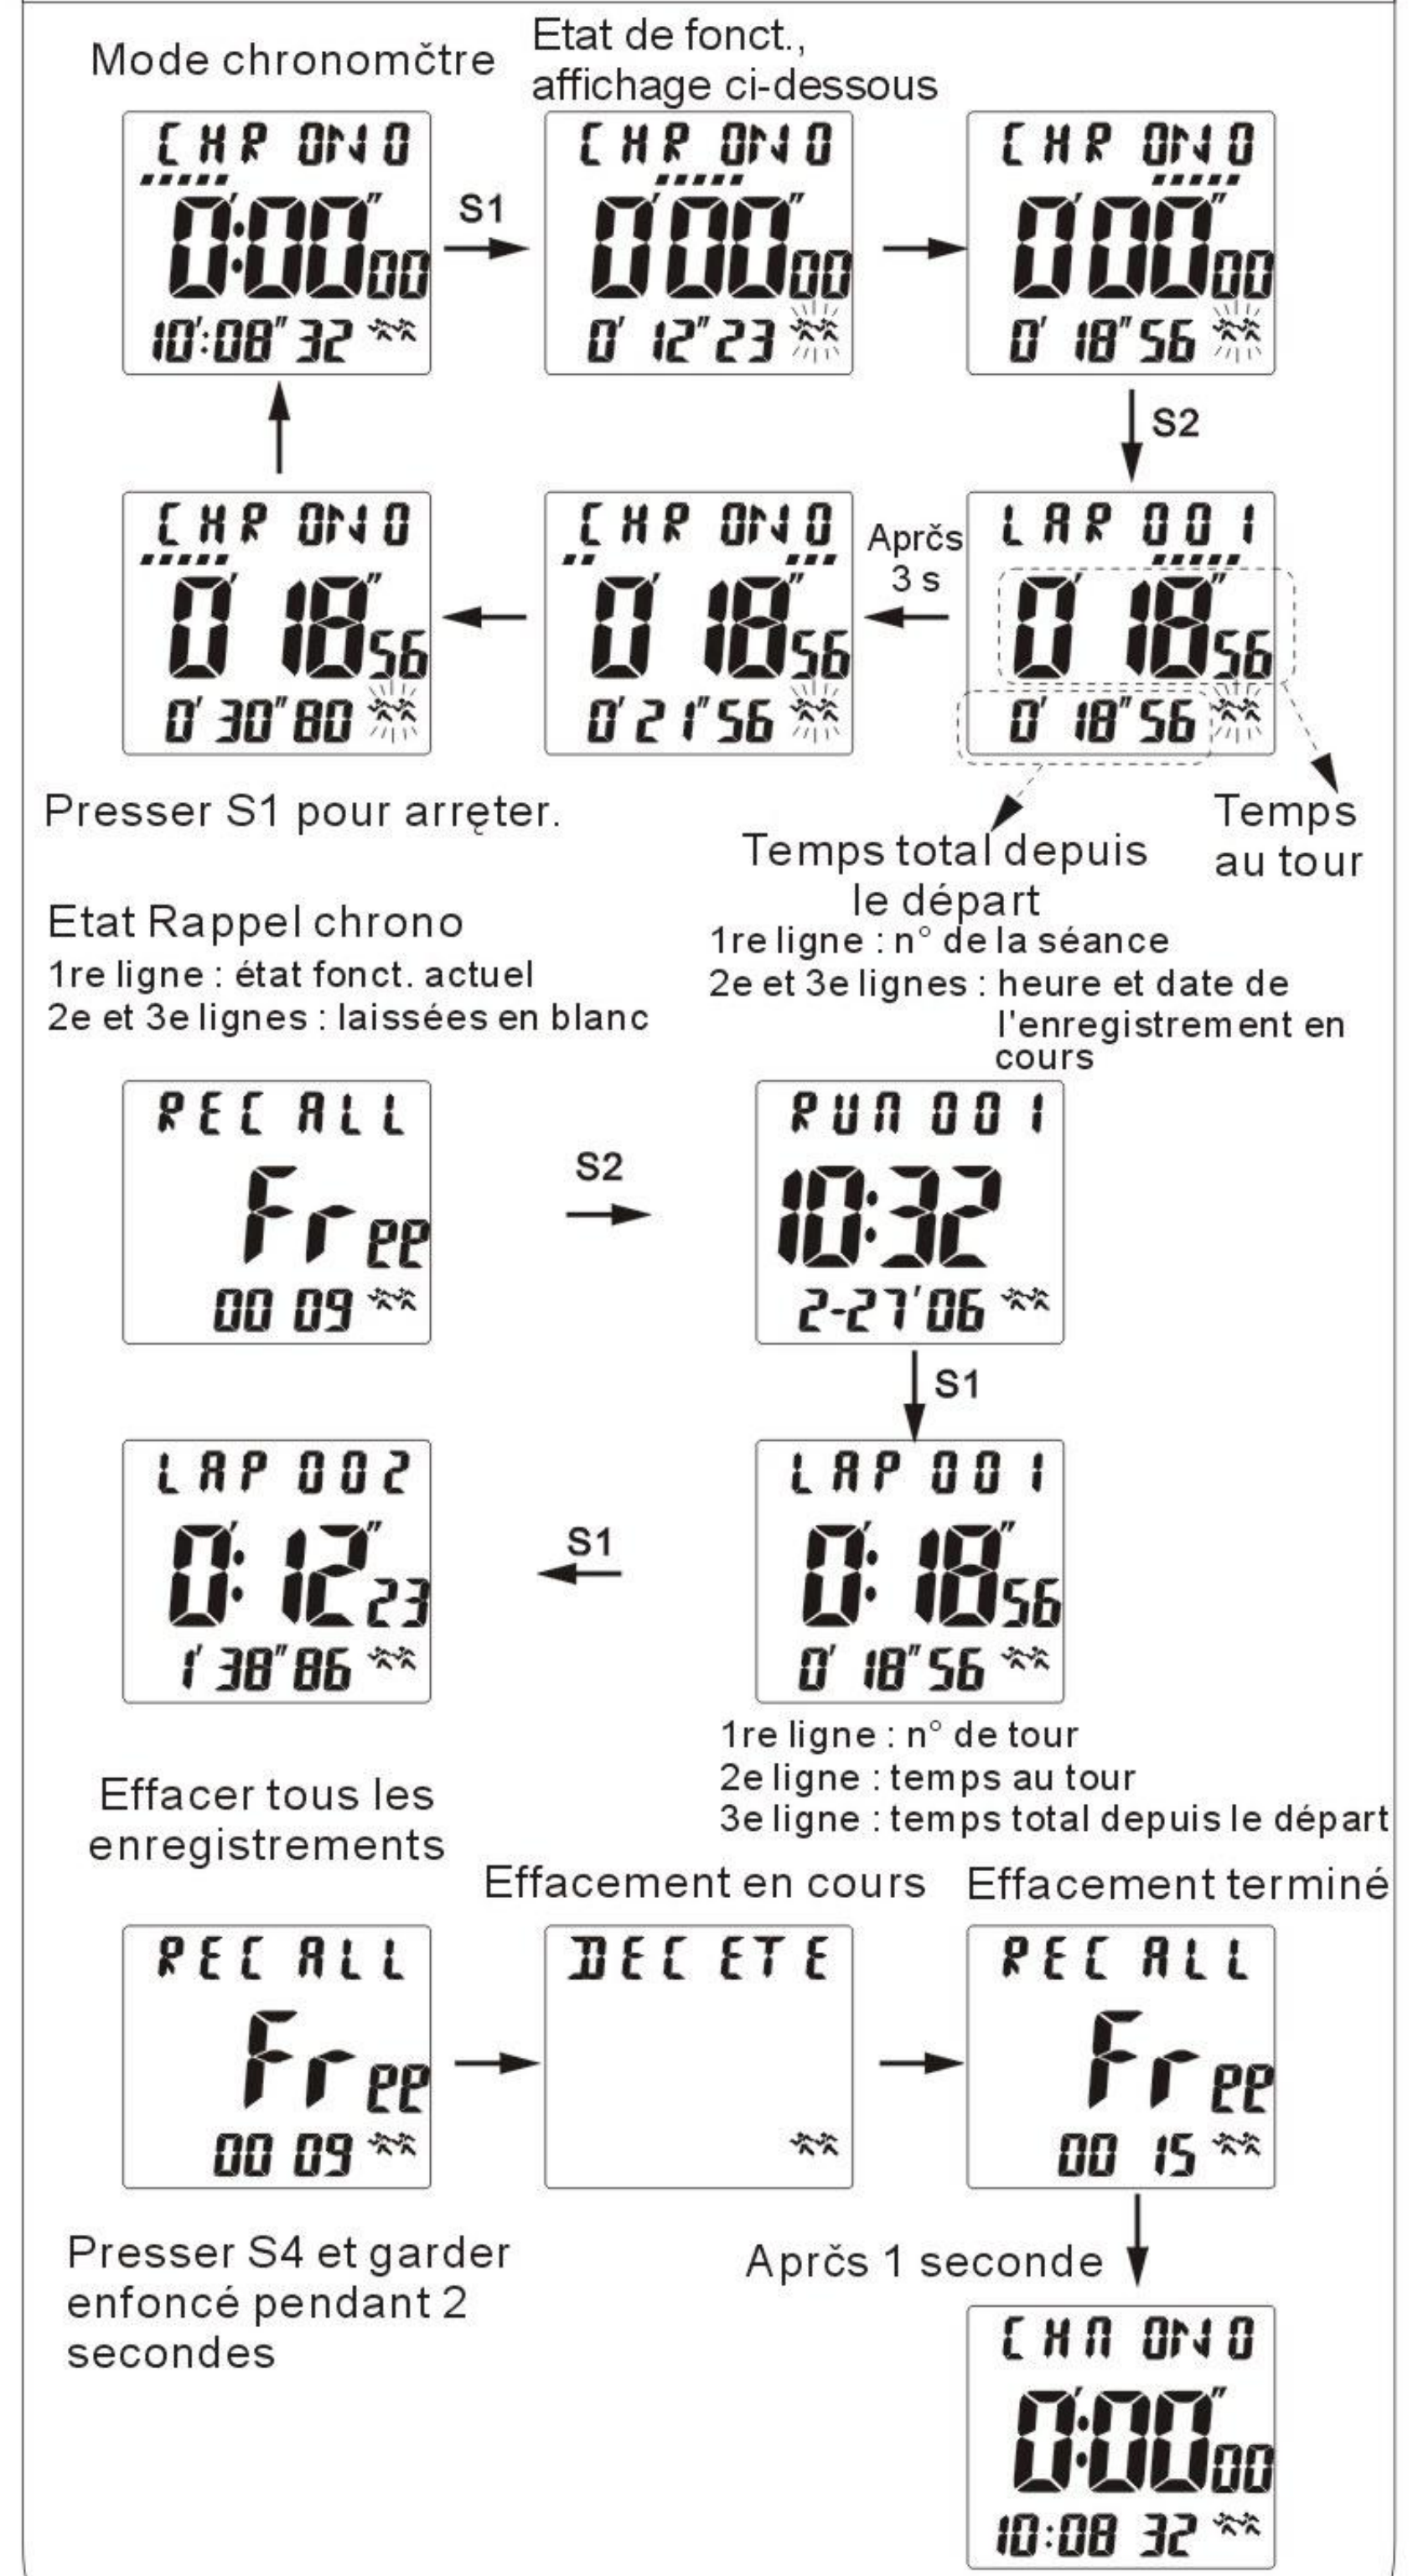 Mode chronomčtre
Etat de fonct.,
affichage ci-dessous
CHR ONO
0:00"00
10':08"32
S1
CHR ONO
0'00"00
0' 12"23
CHR ONO
0'00"00
0' 18"56
S2
CHR ONO
0' 18"56
0' 30"80
CHR ONO
0' 18"56
0' 21"56
Aprčs
3 s
LAP 001
0' 18"56
0' 18"56
Presser S1 pour arręter.
Temps total depuis
le départ
Temps
au tour
Etat Rappel chrono
1re ligne : état fonct. actuel
2e et 3e lignes : laissées en blanc
1re ligne : n° de la séance
2e et 3e lignes : heure et date de
l'enregistrement en
cours
REC ALL
Free
00 09
S2
RUN 001
10:32
2-27'06
S1
LAP 002
0:12"23
1'38"86
S1
LAP 001
0:18"56
0' 18"56
1re ligne : n° de tour
2e ligne : temps au tour
3e ligne : temps total depuis le départ
Effacer tous les
enregistrements
Effacement en cours
Effacement terminé
REC ALL
Free
00 09
DEC ETE
REC ALL
Free
00 15
Presser S4 et garder
enfoncé pendant 2
secondes
Aprčs 1 seconde
CHN ONO
0:00"00
10:08 32